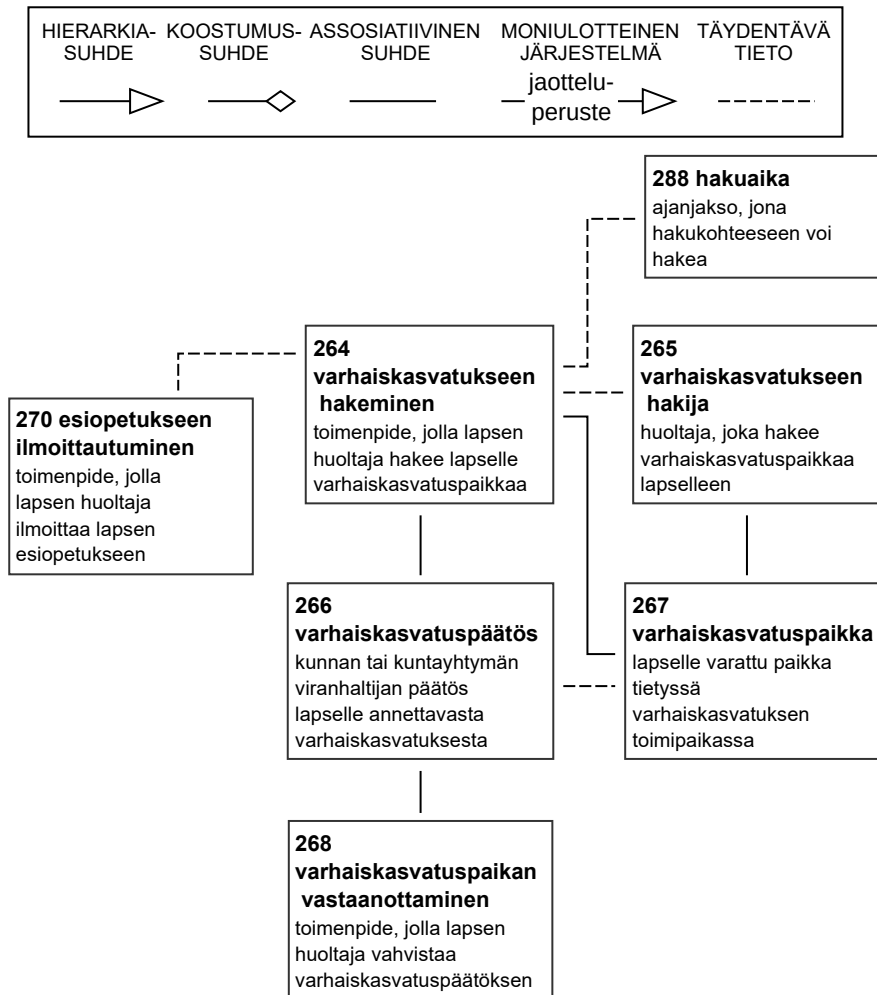 HIERARKIA-
SUHDE
KOOSTUMUS-
SUHDE
ASSOSIATIIVINEN
SUHDE
MONIULOTTEINEN
JÄRJESTELMÄ
jaottelu-
peruste
TÄYDENTÄVÄ
TIETO
288 hakuaika
ajanjakso, jona
hakukohteeseen voi
hakea
264
varhaiskasvatukseen
hakeminen
toimenpide, jolla lapsen
huoltaja hakee lapselle
varhaiskasvatuspaikkaa
265
varhaiskasvatukseen
hakija
huoltaja, joka hakee
varhaiskasvatuspaikkaa
lapselleen
270 esiopetukseen
ilmoittautuminen
toimenpide, jolla
lapsen huoltaja
ilmoittaa lapsen
esiopetukseen
266
varhaiskasvatuspäätös
kunnan tai kuntayhtymän
viranhaltijan päätös
lapselle annettavasta
varhaiskasvatuksesta
267
varhaiskasvatuspaikka
lapselle varattu paikka
tietyssä
varhaiskasvatuksen
toimipaikassa
268
varhaiskasvatuspaikan
vastaanottaminen
toimenpide, jolla lapsen
huoltaja vahvistaa
varhaiskasvatuspäätöksen